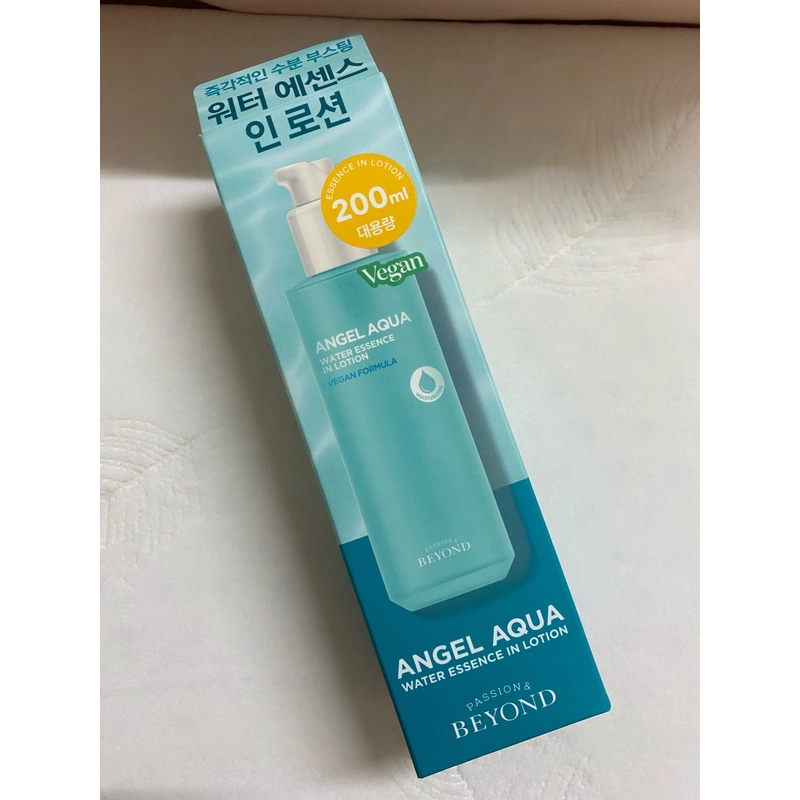 즉각적인 수분 부스팅
워터 에센스
인 로션
ESSENCE IN LOTION
200ml
대용량
Vegan
ANGEL AQUA
WATER ESSENCE
IN LOTION
VEGAN FORMULA
MOISTURIZING
PASSION &
BEYOND
ANGEL AQUA
WATER ESSENCE IN LOTION
PASSION &
BEYOND